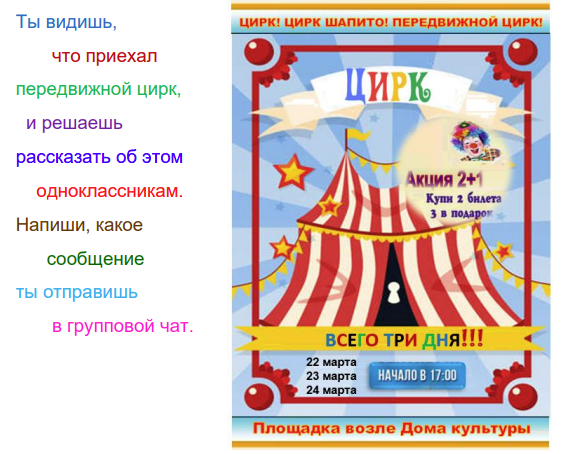 Ты видишь,
что приехал
передвижной цирк,
и решаешь
рассказать об этом
одноклассникам.
Напиши, какое
сообщение
ты отправишь
в групповой чат.
ЦИРК! ЦИРК ШАПИТО! ПЕРЕДВИЖНОЙ ЦИРК!
ЦИРК
Акция 2+1
Купи 2 билета
3 в подарок
ВСЕГО ТРИ ДНЯ!!!
22 марта
23 марта
24 марта
НАЧАЛО В 17:00
Площадка возле Дома культуры